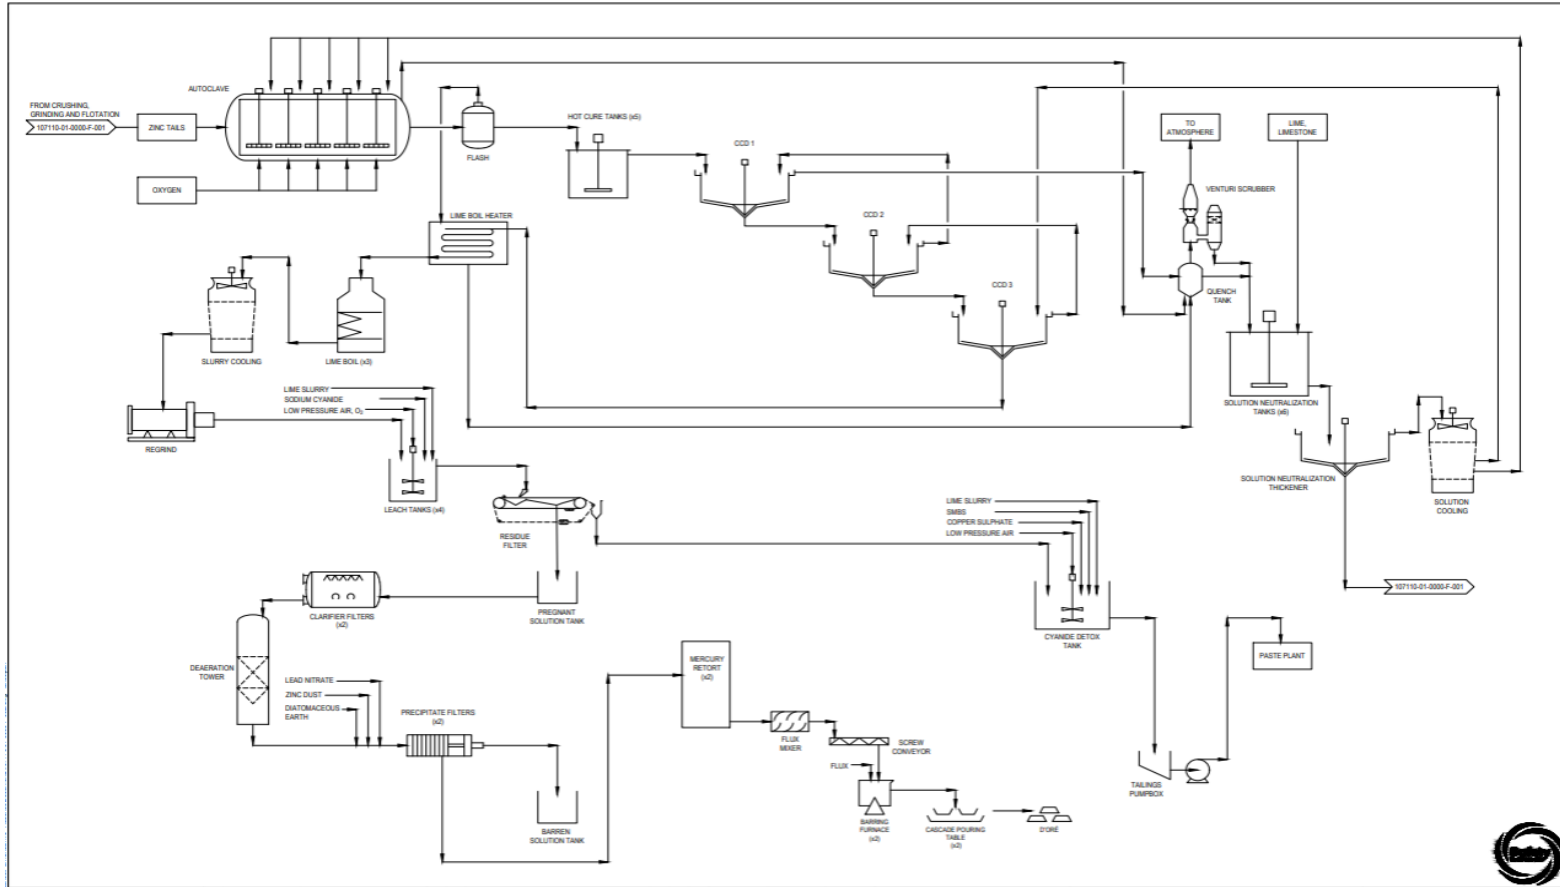 AUTOCLAVE
FROM CRUSHING,
GRINDING AND FLOTATION
107110-01-0000-F-001
ZINC TAILS
OXYGEN
FLASH
HOT CURE TANKS (x5)
CCD 1
CCD 2
CCD 3
TO
ATMOSPHERE
LIME,
LIMESTONE
VENTURI SCRUBBER
QUENCH
TANK
LIME BOIL HEATER
SLURRY COOLING
LIME BOIL (x3)
SOLUTION NEUTRALIZATION
TANKS (x6)
SOLUTION NEUTRALIZATION
THICKENER
SOLUTION
COOLING
107110-01-0000-F-001
REGRIND
LIME SLURRY
SODIUM CYANIDE
LOW PRESSURE AIR, O2
LEACH TANKS (x4)
RESIDUE
FILTER
LIME SLURRY
SMBS
COPPER SULPHATE
LOW PRESSURE AIR
CYANIDE DETOX
TANK
CLARIFIER FILTERS
(x2)
PREGNANT
SOLUTION TANK
DEAERATION
TOWER
LEAD NITRATE
ZINC DUST
DIATOMACEOUS
EARTH
PRECIPITATE FILTERS
(x2)
BARREN
SOLUTION TANK
MERCURY
RETORT
(x2)
FLUX
MIXER
SCREW
CONVEYOR
FLUX
BARRING
FURNACE
(x2)
CASCADE POURING
TABLE
(x2)
D'ORE
TAILINGS
PUMPBOX
PASTE PLANT